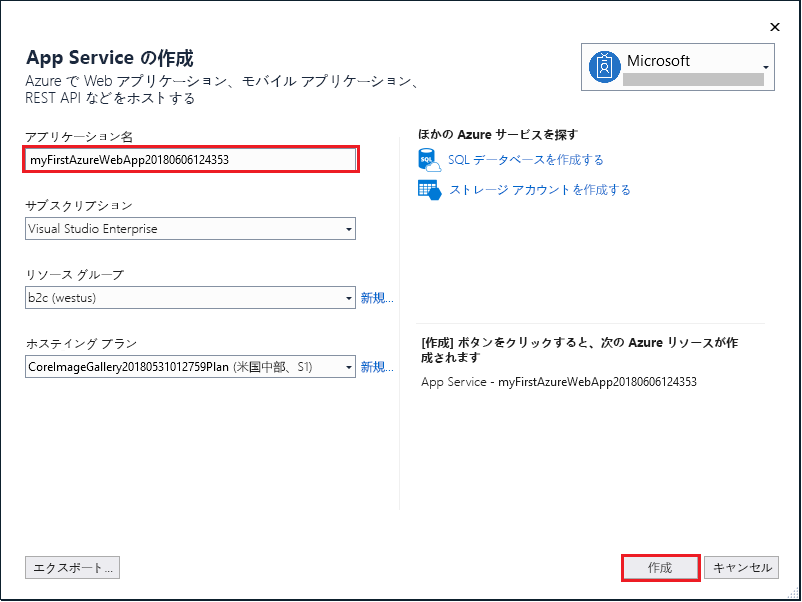 App Service の作成
Azure で Web アプリケーション、モバイル アプリケーション、
REST API などをホストする
Microsoft
アプリケーション名
myFirstAzureWebApp20180606124353
サブスクリプション
Visual Studio Enterprise
リソース グループ
b2c (westus)
新規...
ホスティング プラン
CoreImageGallery20180531012759Plan (米国中部、S1)
新規...
ほかの Azure サービスを探す
SQL
SQL データベースを作成する
ストレージ アカウントを作成する
[作成] ボタンをクリックすると、次の Azure リソースが作
成されます
App Service - myFirstAzureWebApp20180606124353
エクスポート...
作成
キャンセル